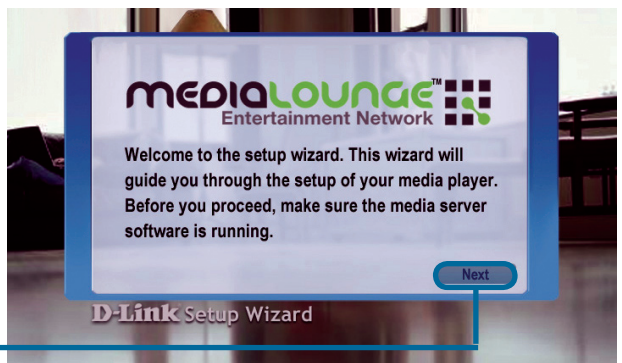 MEDIALOUNGE™
Entertainment Network
Welcome to the setup wizard. This wizard will
guide you through the setup of your media player.
Before you proceed, make sure the media server
software is running.
Next
D-Link Setup Wizard